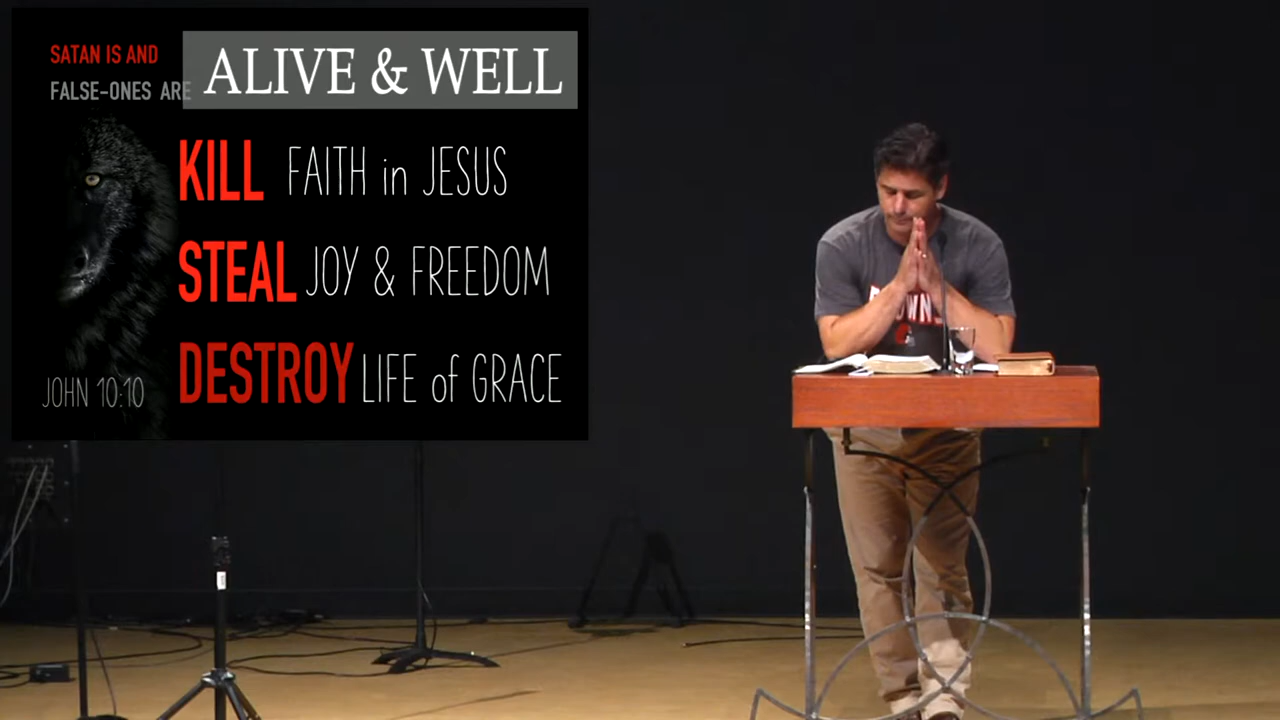 SATAN IS AND
FALSE-ONES ARE
ALIVE & WELL
KILL FAITH in JESUS
STEAL JOY & FREEDOM
DESTROY LIFE of GRACE
JOHN 10:10